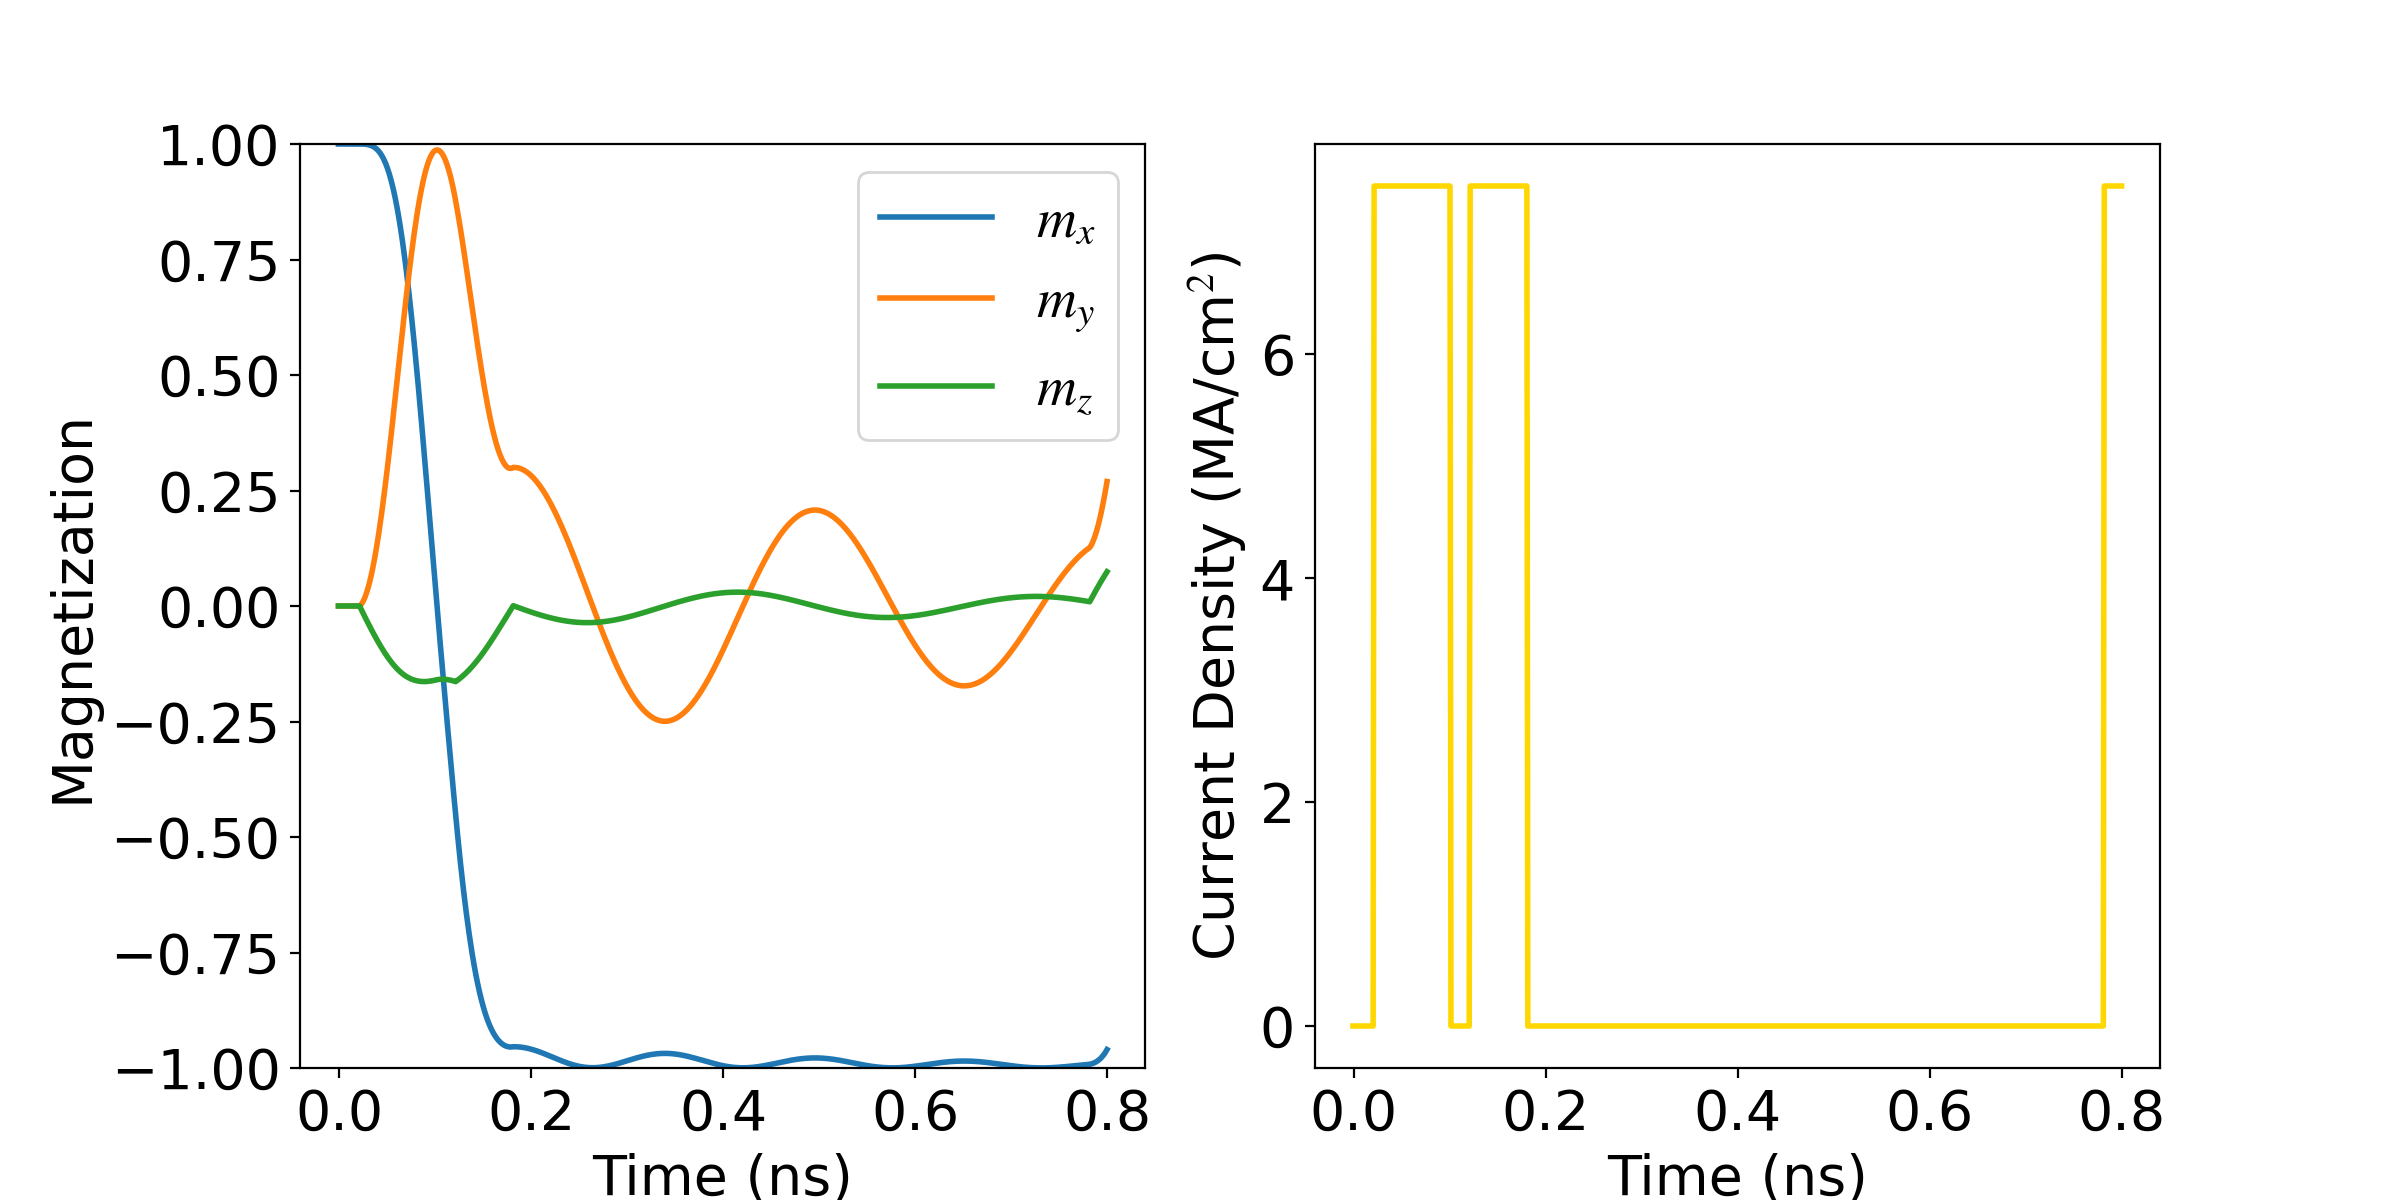 1.00
0.75
0.50
0.25
0.00
−0.25
−0.50
−0.75
−1.00
Magnetization
0.0 0.2 0.4 0.6 0.8
Time (ns)
m_x
m_y
m_z
6
4
2
0
Current Density (MA/cm²)
0.0 0.2 0.4 0.6 0.8
Time (ns)